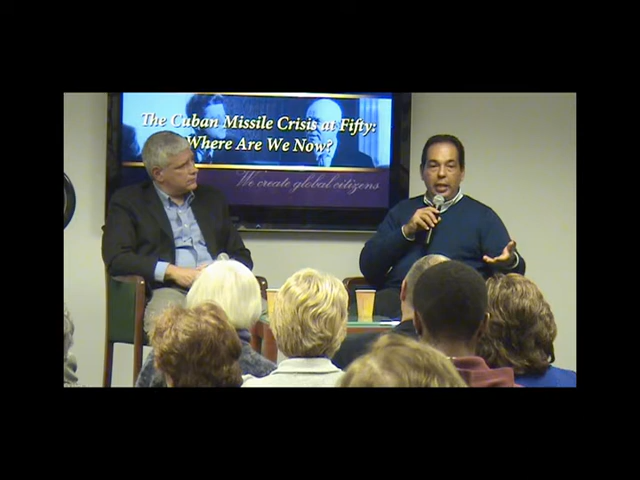 The Cuban Missile Crisis at Fifty:
Where Are We Now?
We create global citizens